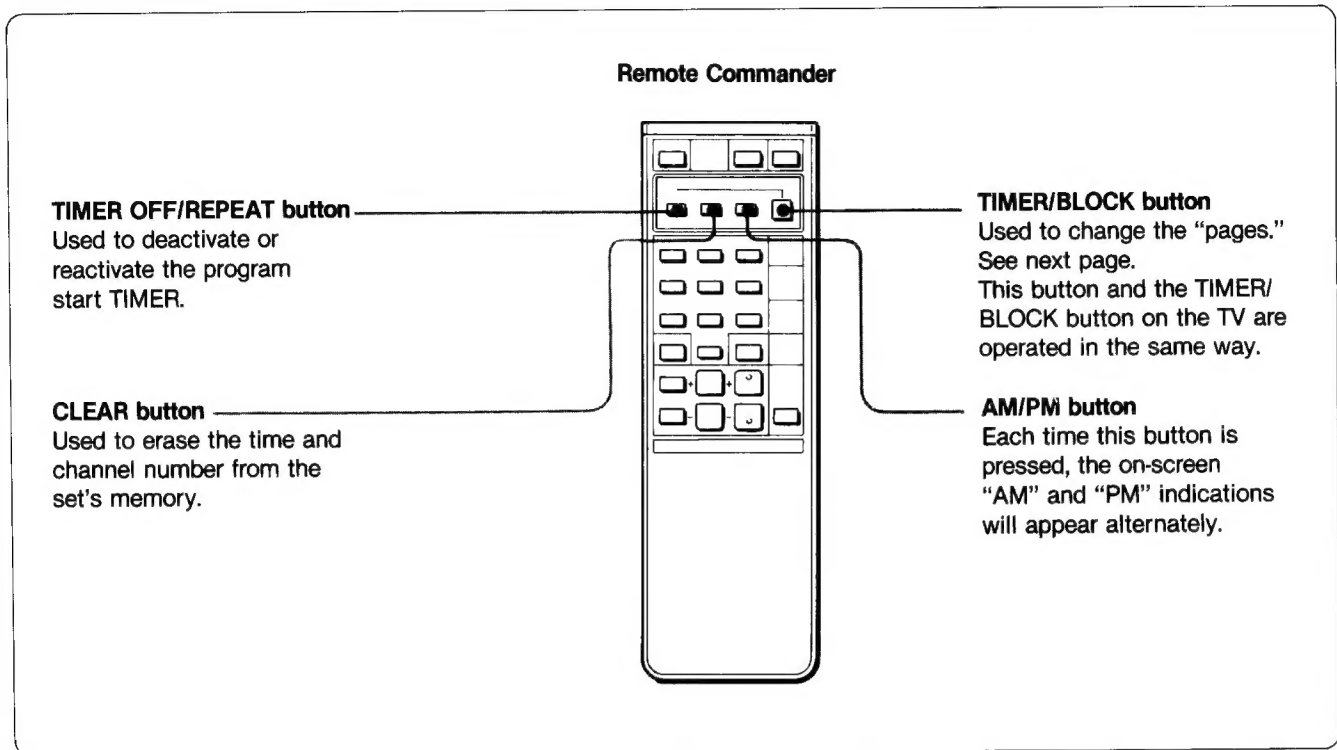 Remote Commander
TIMER OFF/REPEAT button
Used to deactivate or
reactivate the program
start TIMER.
CLEAR button
Used to erase the time and
channel number from the
set's memory.
TIMER/BLOCK button
Used to change the “pages.”
See next page.
This button and the TIMER/
BLOCK button on the TV are
operated in the same way.
AM/PM button
Each time this button is
pressed, the on-screen
“AM” and “PM” indications
will appear alternately.
+ +
- -